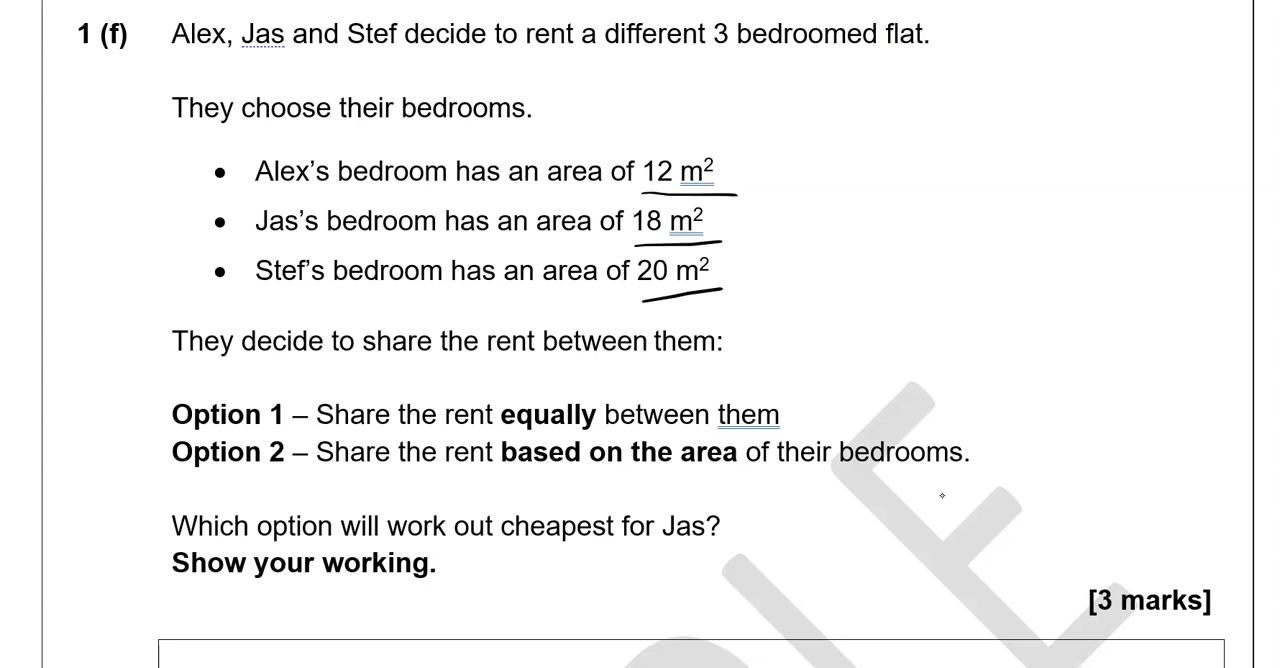 1 (f) Alex, Jas and Stef decide to rent a different 3 bedroomed flat.
They choose their bedrooms.
• Alex’s bedroom has an area of 12 m²
• Jas’s bedroom has an area of 18 m²
• Stef’s bedroom has an area of 20 m²
They decide to share the rent between them:
Option 1 – Share the rent equally between them
Option 2 – Share the rent based on the area of their bedrooms.
Which option will work out cheapest for Jas?
Show your working.
[3 marks]